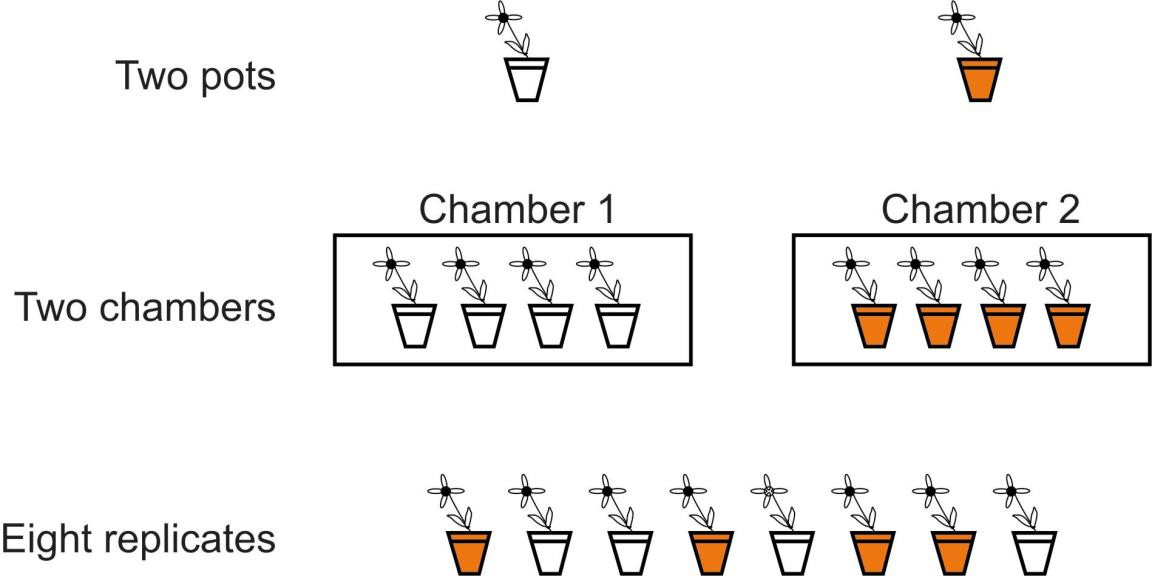 Two pots
Chamber 1
Chamber 2
Two chambers
Eight replicates